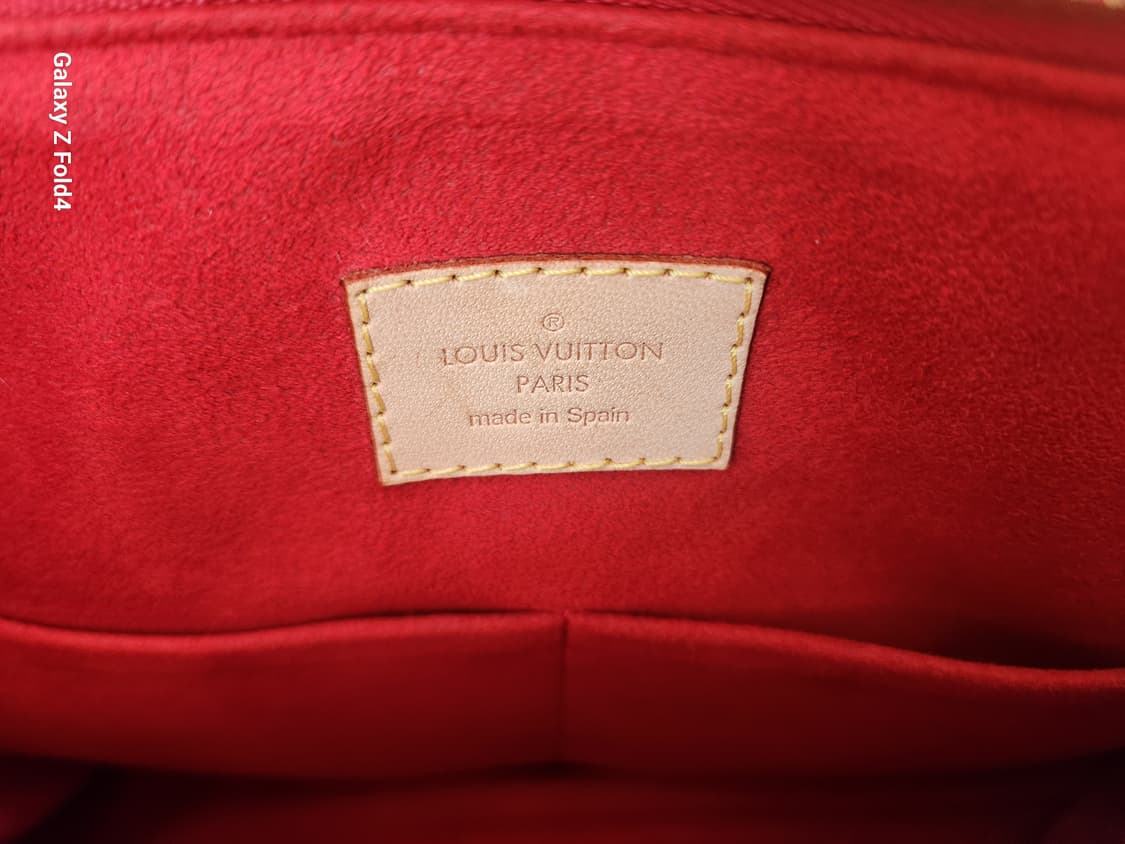 Galaxy Z Fold4
®
LOUIS VUITTON
PARIS
made in Spain